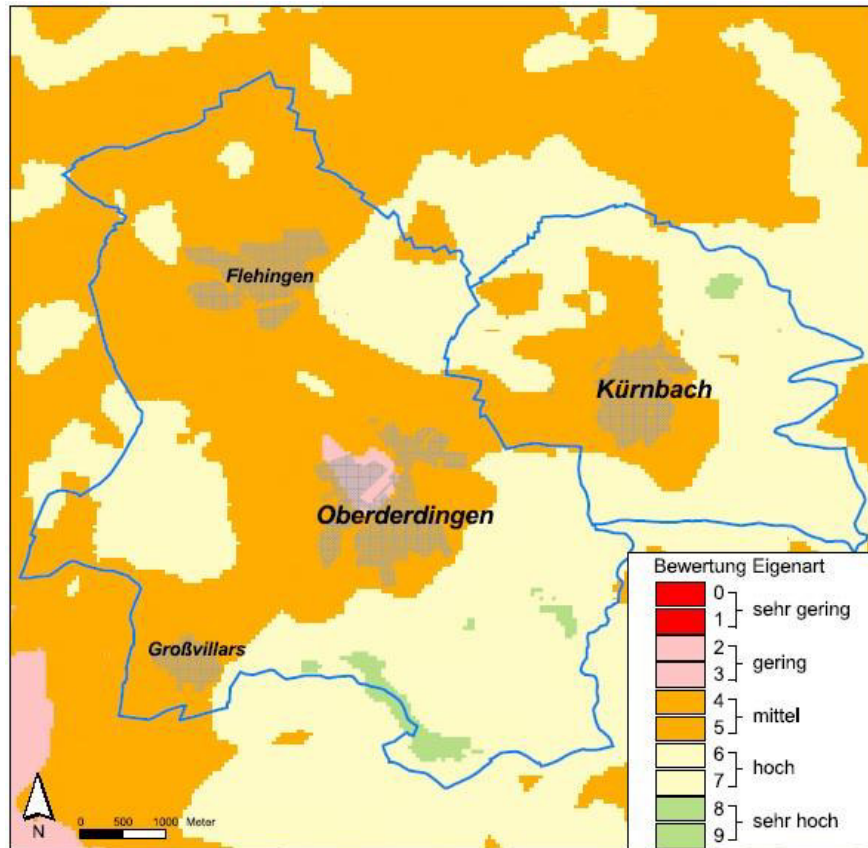 Flehingen
Kürnbach
Oberderdingen
Großvillars
Bewertung Eigenart
0
1
sehr gering
2
3
gering
4
5
mittel
6
7
hoch
8
9
sehr hoch
N
0 500 1000 Meter